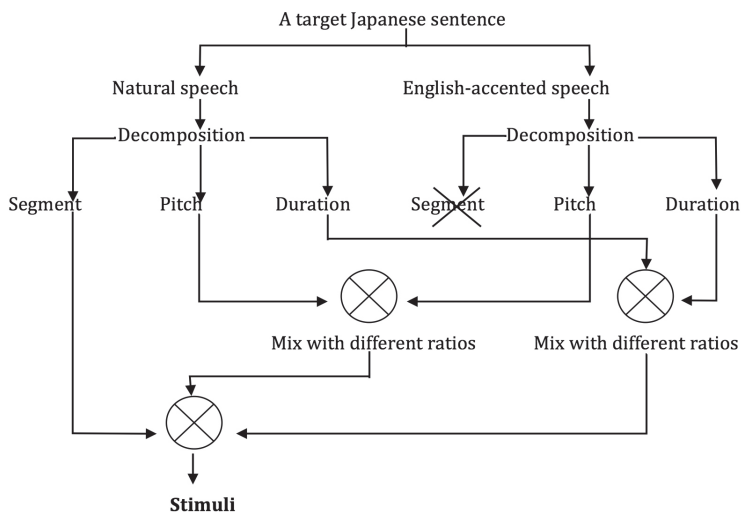 A target Japanese sentence
Natural speech
English-accented speech
Decomposition
Decomposition
Segment
Pitch
Duration
Segment
Pitch
Duration
Mix with different ratios
Mix with different ratios
Stimuli